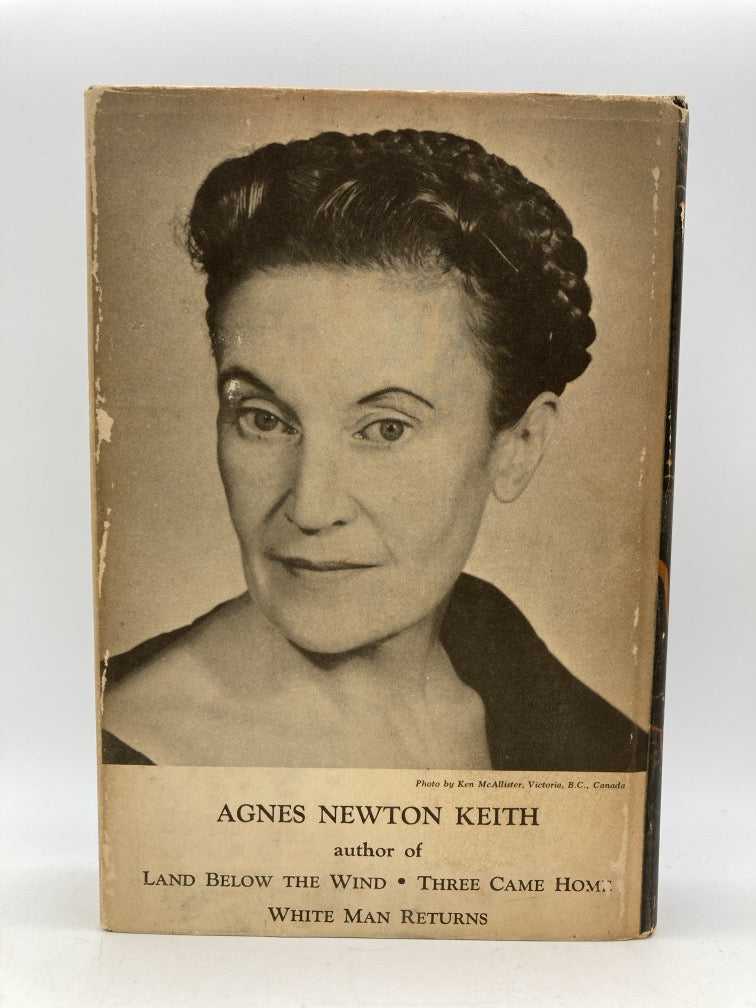 Photo by Ken McAllister, Victoria, B.C., Canada
AGNES NEWTON KEITH
author of
LAND BELOW THE WIND • THREE CAME HOME
WHITE MAN RETURNS